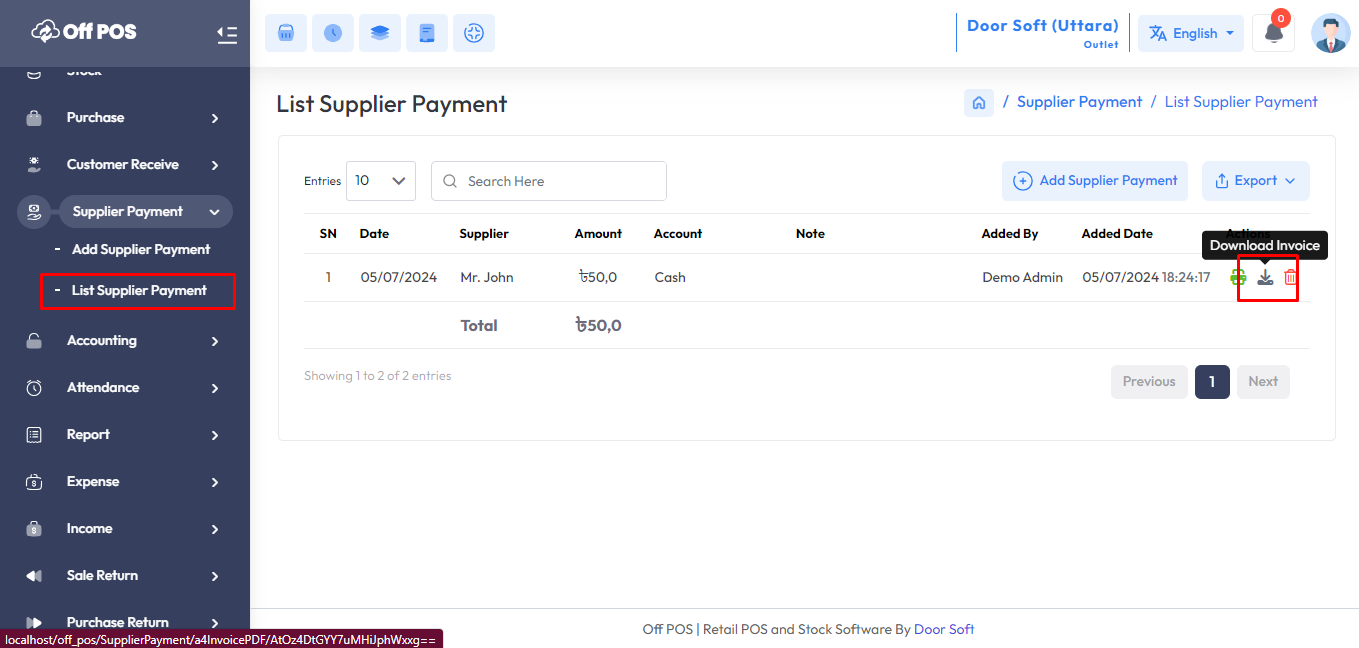 Off POS
Door Soft (Uttara)
Outlet
English
0
Stock
Purchase
Customer Receive
Supplier Payment
- Add Supplier Payment
- List Supplier Payment
Accounting
Attendance
Report
Expense
Income
Sale Return
Purchase Return
List Supplier Payment
/ Supplier Payment / List Supplier Payment
Entries 10 Search Here
Add Supplier Payment
Export
SN Date Supplier Amount Account Note Added By Added Date Actions
Download Invoice
1 05/07/2024 Mr. John ৳50,0 Cash Demo Admin 05/07/2024 18:24:17
Total ৳50,0
Showing 1 to 2 of 2 entries
Previous 1 Next
Off POS | Retail POS and Stock Software By Door Soft
localhost/off_pos/SupplierPayment/a4InvoicePDF/AtOz4DtGYY7uMHiJphWxxg==